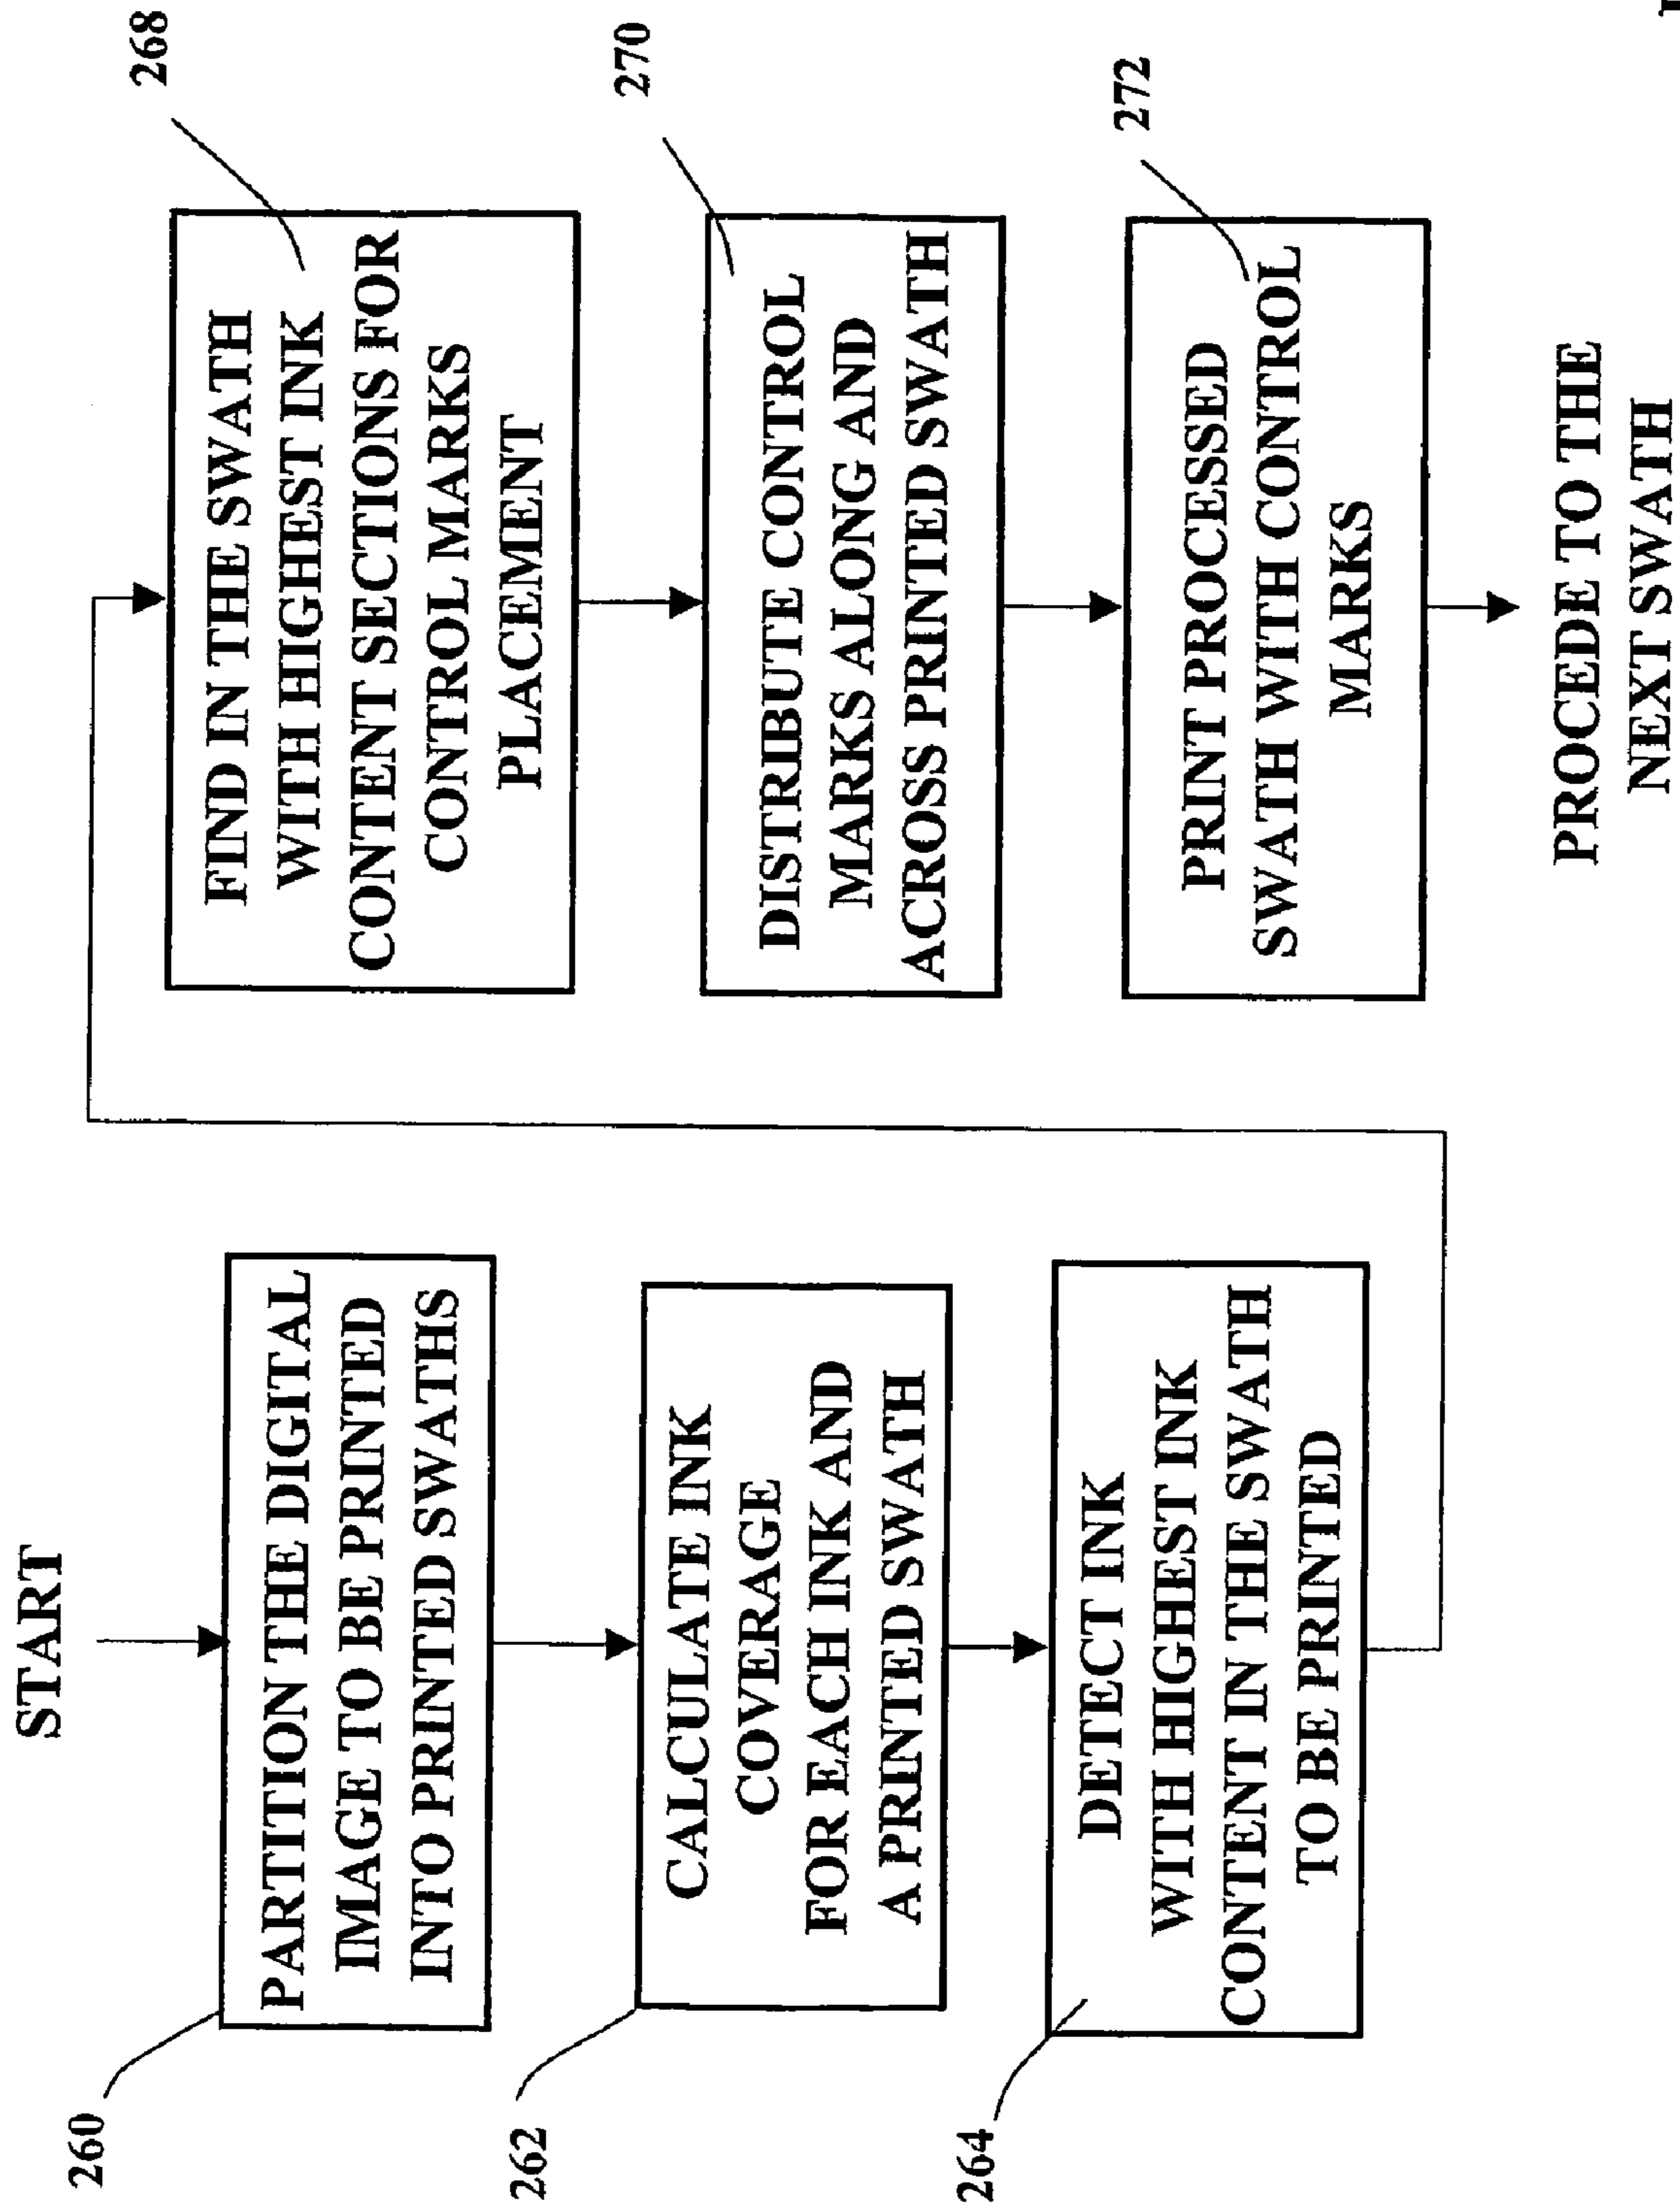 START
260
PARTITION THE DIGITAL
IMAGE TO BE PRINTED
INTO PRINTED SWATHS
262
CALCULATE INK
COVERAGE
FOR EACH INK AND
A PRINTED SWATH
264
DETECT INK
WITH HIGHEST INK
CONTENT IN THE SWATH
TO BE PRINTED
268
FIND IN THE SWATH
WITH HIGHEST INK
CONTENT SECTIONS FOR
CONTROL MARKS
PLACEMENT
270
DISTRIBUTE CONTROL
MARKS ALONG AND
ACROSS PRINTED SWATH
272
PRINT PROCESSED
SWATH WITH CONTROL
MARKS
PROCEDE TO THE
NEXT SWATH